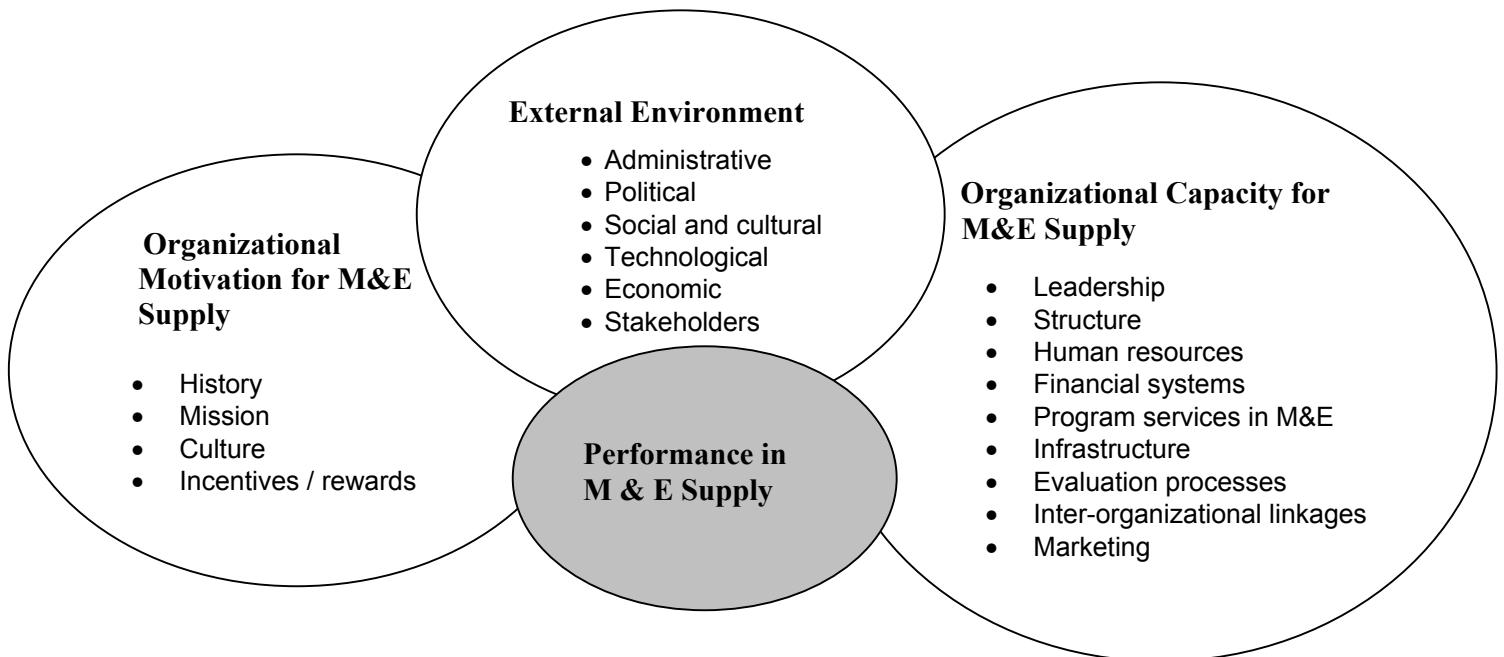 External Environment
• Administrative
• Political
• Social and cultural
• Technological
• Economic
• Stakeholders
Organizational
Motivation for M&E
Supply
• History
• Mission
• Culture
• Incentives / rewards
Organizational Capacity for
M&E Supply
• Leadership
• Structure
• Human resources
• Financial systems
• Program services in M&E
• Infrastructure
• Evaluation processes
• Inter-organizational linkages
• Marketing
Performance in
M & E Supply